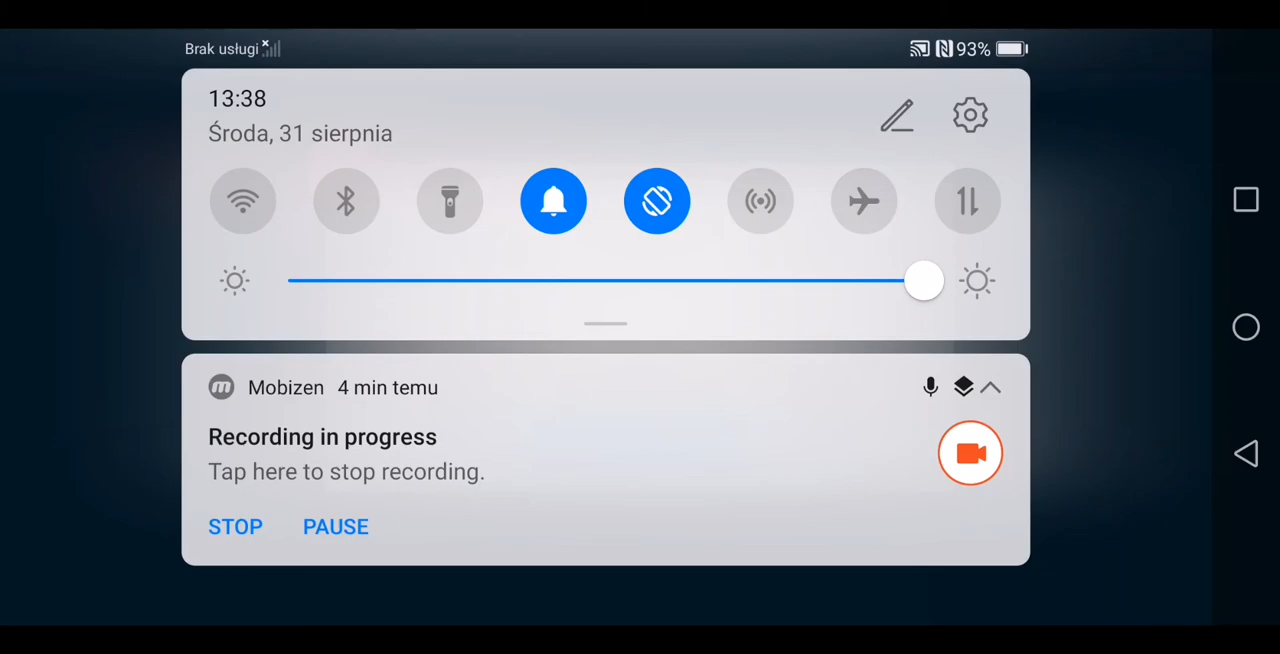 Brak usługi
93%
13:38
Środa, 31 sierpnia
Mobizen 4 min temu
Recording in progress
Tap here to stop recording.
STOP PAUSE